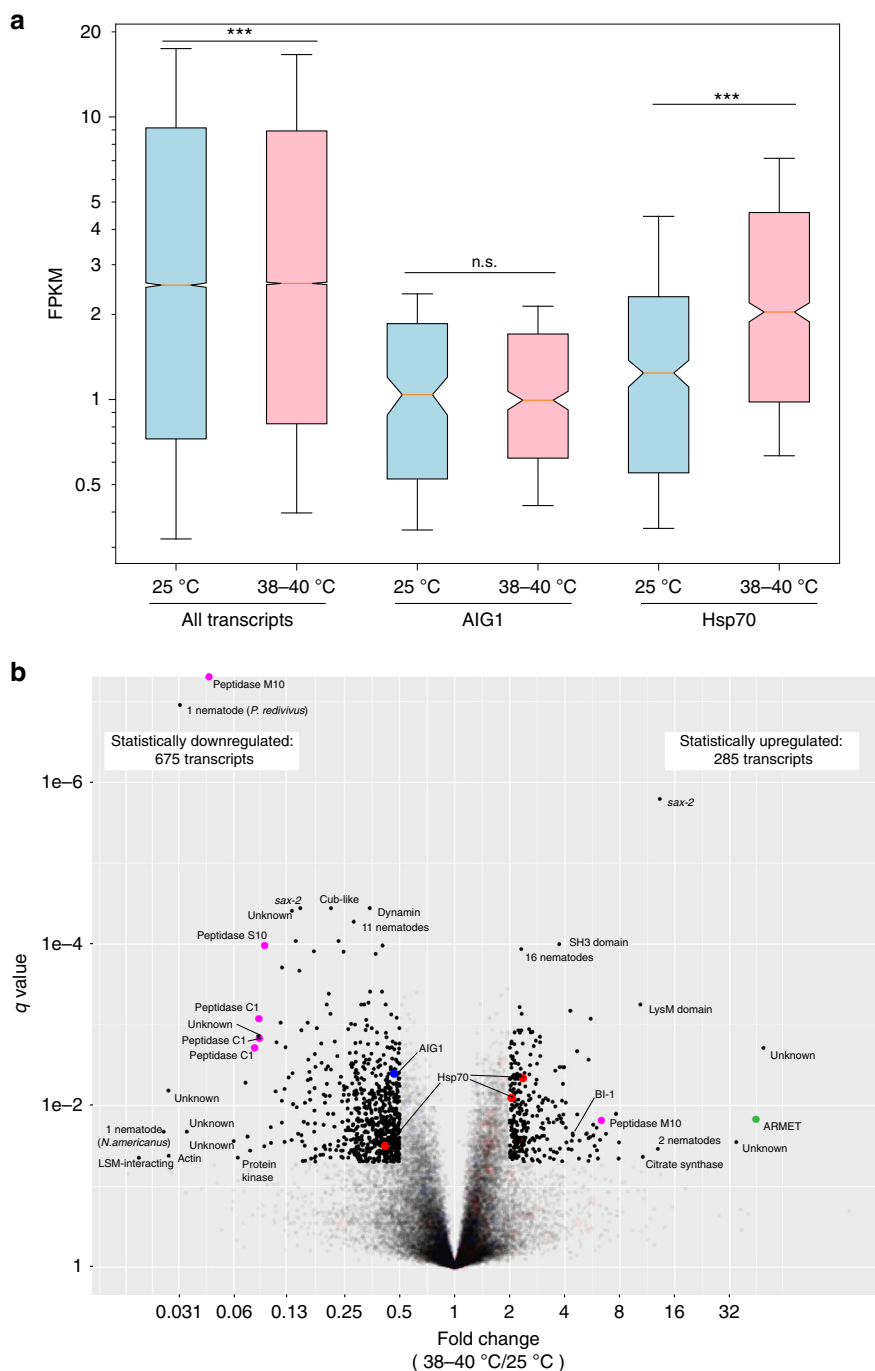 a
20
10
5
4
3
2
1
0.5
FPKM
***
n.s.
***
25 °C
38–40 °C
25 °C
38–40 °C
25 °C
38–40 °C
All transcripts
AIG1
Hsp70
b
Peptidase M10
1 nematode (P. redivivus)
Statistically downregulated:
675 transcripts
Statistically upregulated:
285 transcripts
1e–6
sax-2
sax-2
Cub-like
Unknown
Dynamin
11 nematodes
Peptidase S10
1e–4
SH3 domain
16 nematodes
q value
Peptidase C1
LysM domain
Unknown
Peptidase C1
Peptidase C1
AIG1
Unknown
Hsp70
Unknown
BI-1
1e–2
Peptidase M10
ARMET
1 nematode
(N.americanus)
Unknown
Unknown
2 nematodes
Unknown
LSM-interacting
Actin
Protein
kinase
Citrate synthase
1
0.031
0.06
0.13
0.25
0.5
1
2
4
8
16
32
Fold change
( 38–40 °C/25 °C )